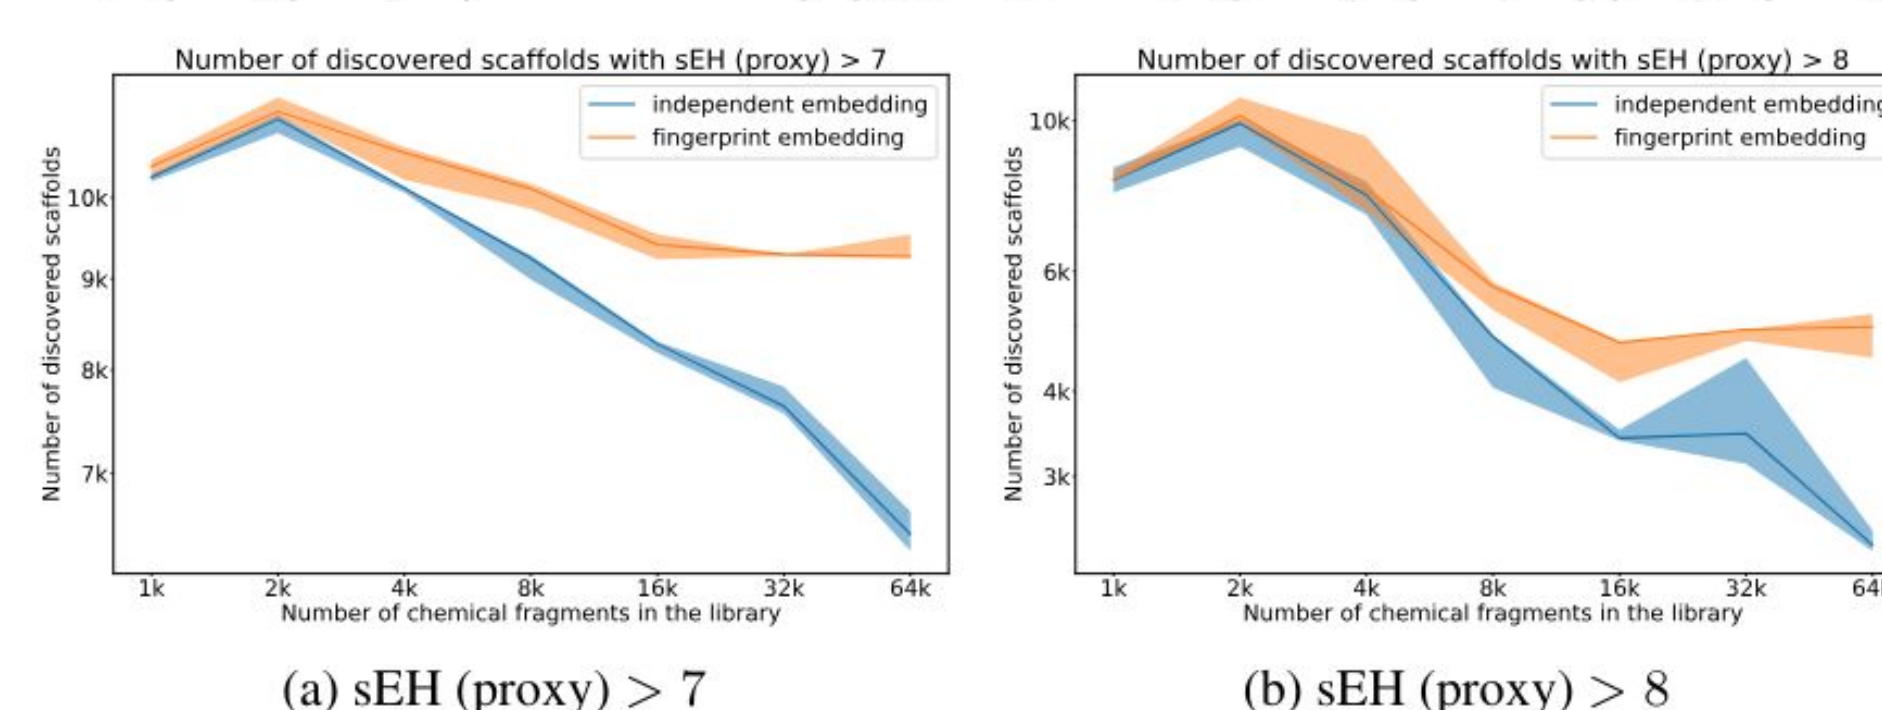 Number of discovered scaffolds with sEH (proxy) > 7
independent embedding
fingerprint embedding
Number of discovered scaffolds
10k
9k
8k
7k
1k 2k 4k 8k 16k 32k 64k
Number of chemical fragments in the library
(a) sEH (proxy) > 7
Number of discovered scaffolds with sEH (proxy) > 8
independent embedding
fingerprint embedding
Number of discovered scaffolds
10k
6k
4k
3k
1k 2k 4k 8k 16k 32k 64
Number of chemical fragments in the library
(b) sEH (proxy) > 8